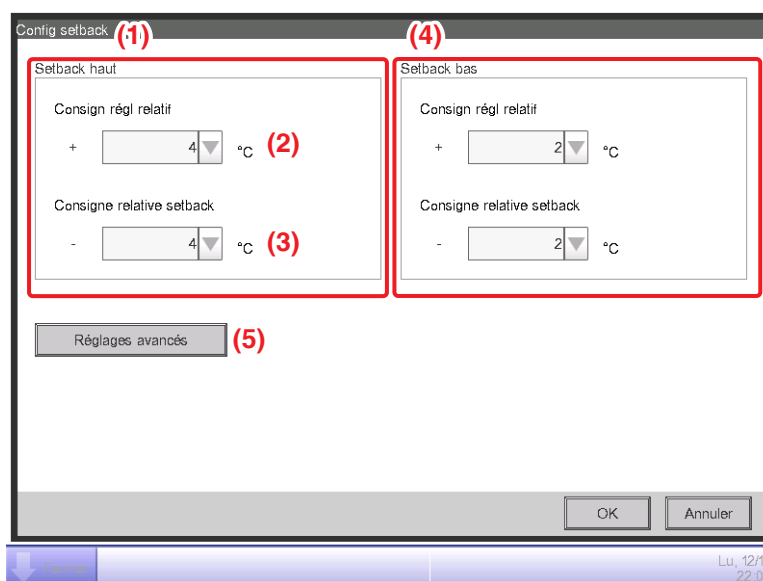 Config setback
(1)
(4)
Setback haut
Consign régl relatif
+ 4 °C (2)
Consigne relative setback
- 4 °C (3)
Setback bas
Consign régl relatif
+ 2 °C
Consigne relative setback
- 2 °C
Réglages avancés (5)
OK
Annuler
Lu, 12/1
22:0